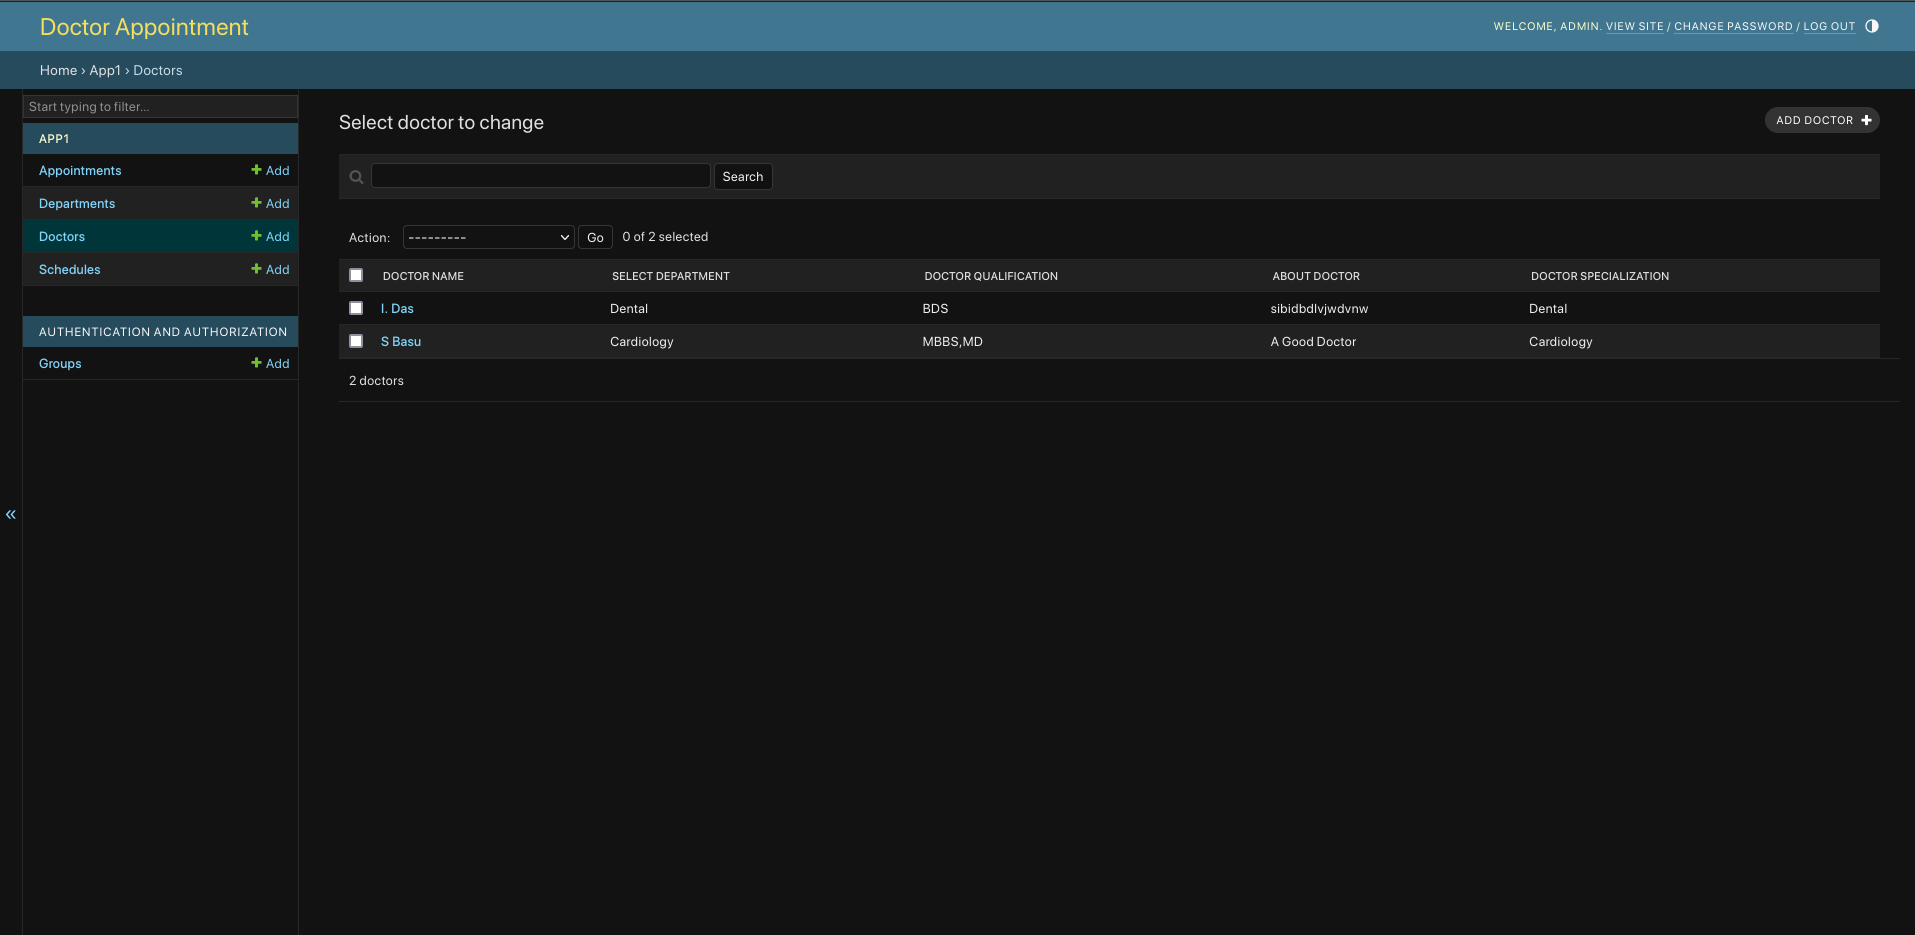 Doctor Appointment
WELCOME, ADMIN. VIEW SITE / CHANGE PASSWORD / LOG OUT
Home › App1 › Doctors
Start typing to filter...
APP1
Appointments + Add
Departments + Add
Doctors + Add
Schedules + Add
AUTHENTICATION AND AUTHORIZATION
Groups + Add
«
Select doctor to change
ADD DOCTOR +
Search
Action: --------- Go 0 of 2 selected
DOCTOR NAME SELECT DEPARTMENT DOCTOR QUALIFICATION ABOUT DOCTOR DOCTOR SPECIALIZATION
I. Das Dental BDS sibidbdlvjwdvnw Dental
S Basu Cardiology MBBS,MD A Good Doctor Cardiology
2 doctors